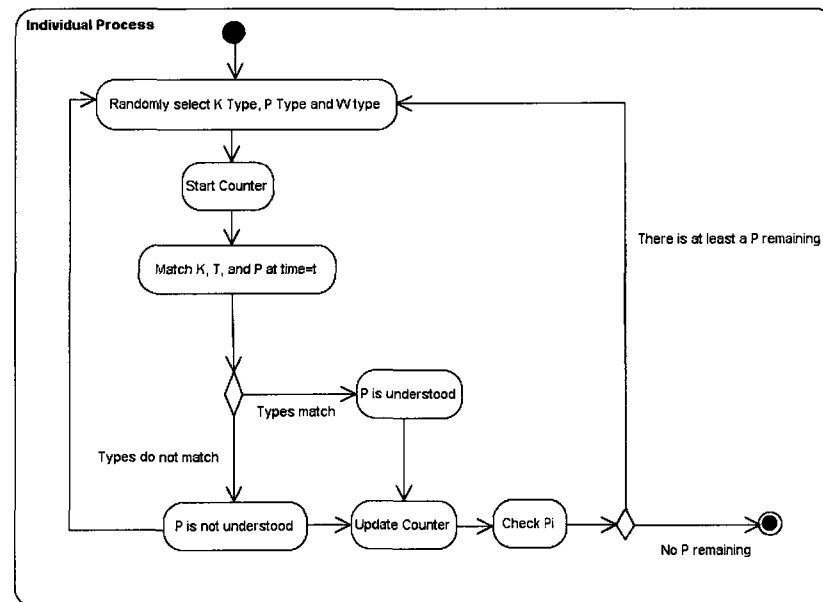 Individual Process
Randomly select K Type, P Type and W type
Start Counter
There is at least a P remaining
Match K, T, and P at time=t
P is understood
Types match
Types do not match
P is not understood
Update Counter
Check Pi
No P remaining